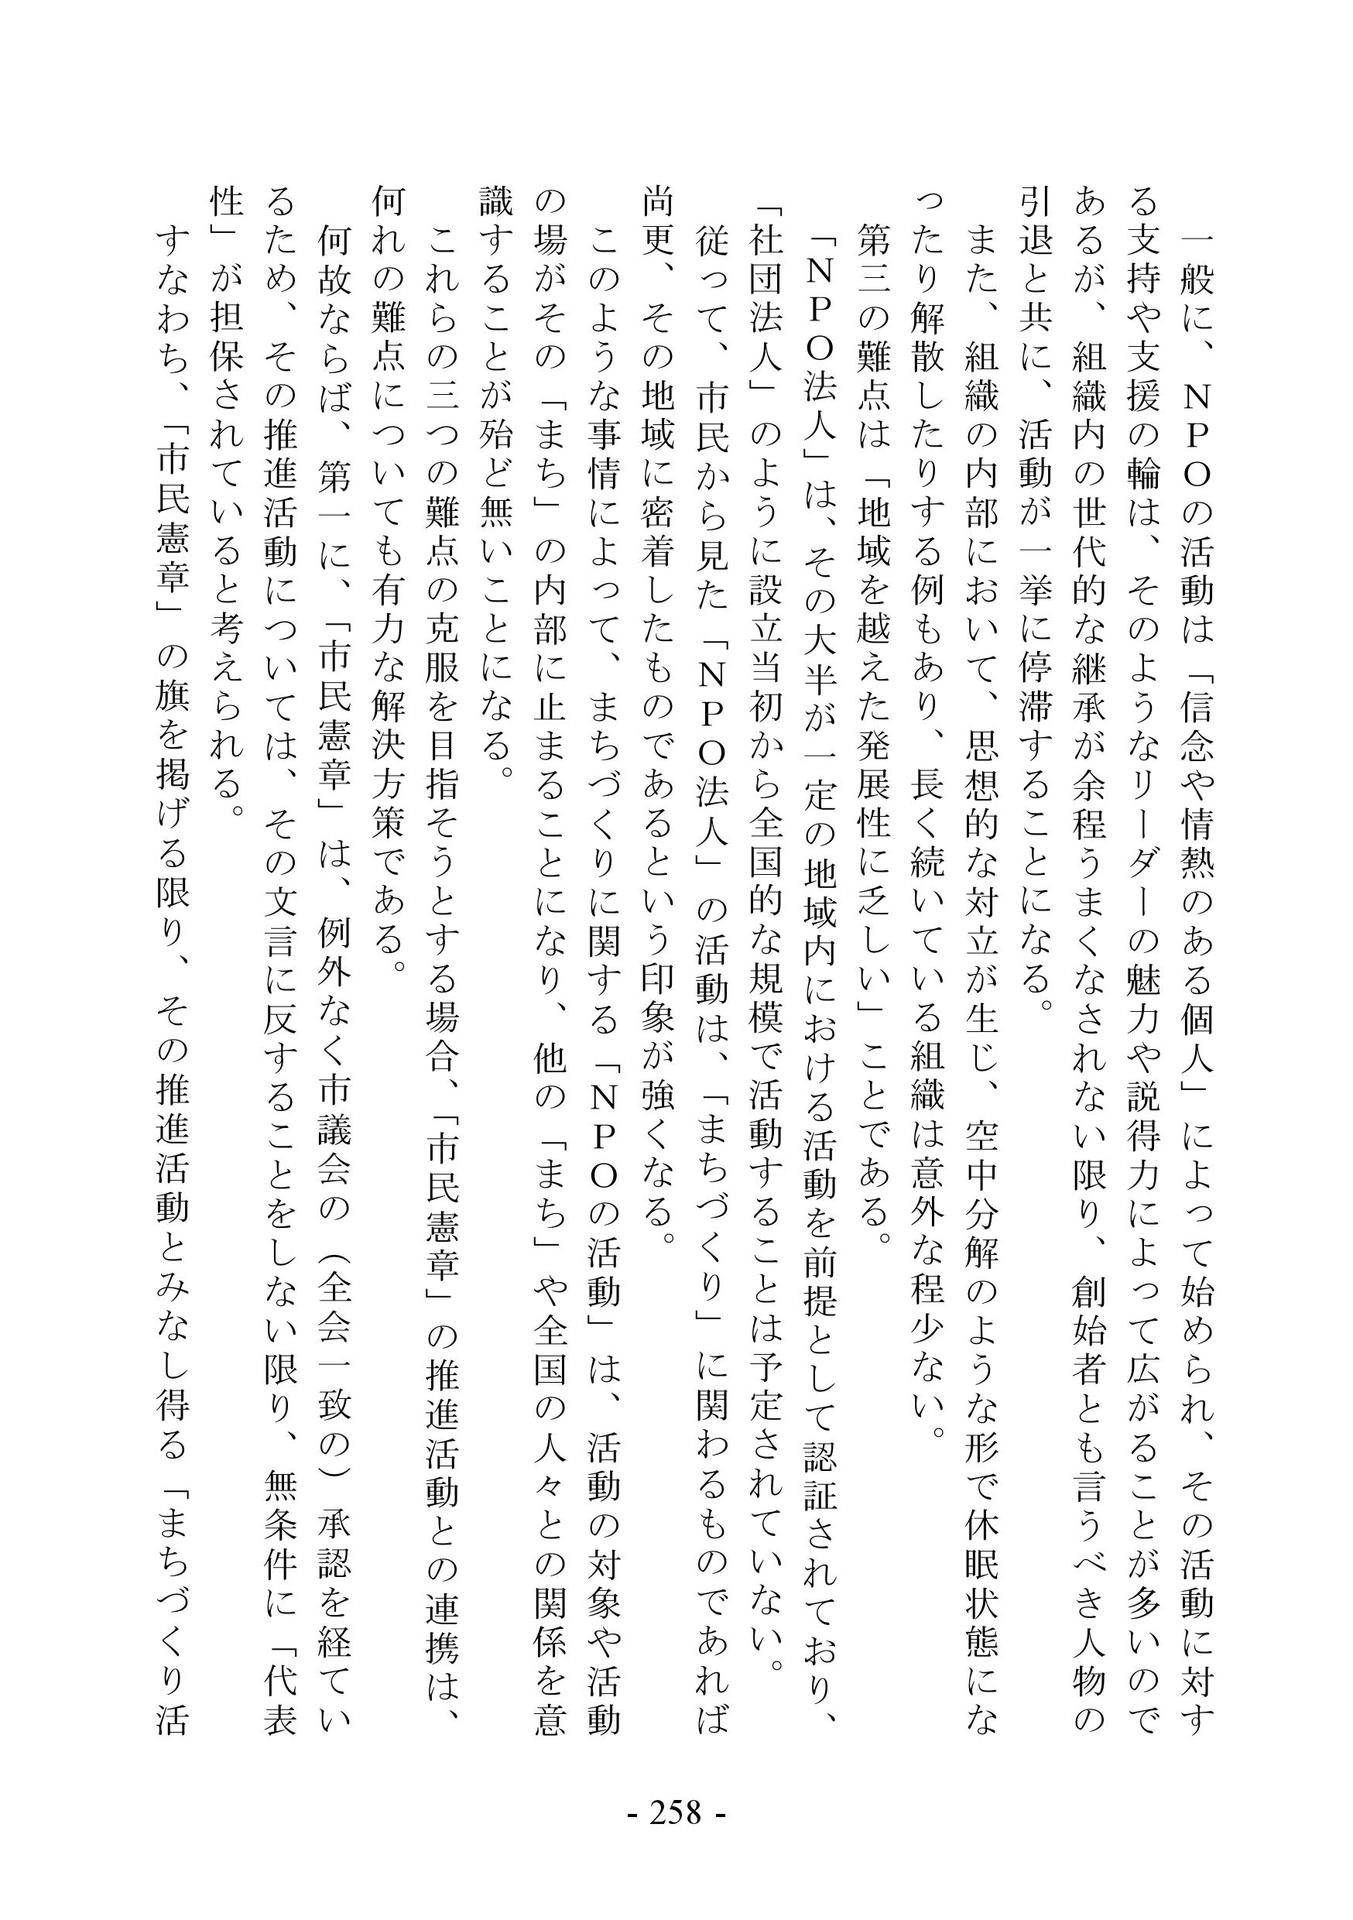 一般に、ＮＰＯの活動は「信念や情熱のある個人」によって始められ、その活動に対す
る支持や支援の輪は、そのようなリーダーの魅力や説得力によって広がることが多いので
あるが、組織内の世代的な継承が余程うまくなされない限り、創始者とも言うべき人物の
引退と共に、活動が一挙に停滞することになる。
また、組織の内部において、思想的な対立が生じ、空中分解のような形で休眠状態にな
ったり解散したりする例もあり、長く続いている組織は意外な程少ない。
第三の難点は「地域を越えた発展性に乏しい」ことである。
「ＮＰＯ法人」は、その大半が一定の地域内における活動を前提として認証されており、
「社団法人」のように設立当初から全国的な規模で活動することは予定されていない。
従って、市民から見た「ＮＰＯ法人」の活動は、「まちづくり」に関わるものであれば
尚更、その地域に密着したものであるという印象が強くなる。
このような事情によって、まちづくりに関する「ＮＰＯの活動」は、活動の対象や活動
の場がその「まち」の内部に止まることになり、他の「まち」や全国の人々との関係を意
識することが殆ど無いことになる。
これらの三つの難点の克服を目指そうとする場合、「市民憲章」の推進活動との連携は、
何れの難点についても有力な解決方策である。
何故ならば、第一に、「市民憲章」は、例外なく市議会の（全会一致の）承認を経てい
るため、その推進活動については、その文言に反することをしない限り、無条件に「代表
性」が担保されていると考えられる。
すなわち、「市民憲章」の旗を掲げる限り、その推進活動とみなし得る「まちづくり活
- 258 -